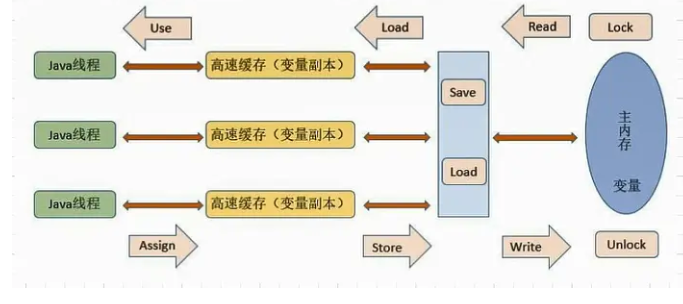 Use
Load
Read
Lock
Java线程
高速缓存（变量副本）
Save
主内存
变量
Java线程
高速缓存（变量副本）
Load
Java线程
高速缓存（变量副本）
Assign
Store
Write
Unlock